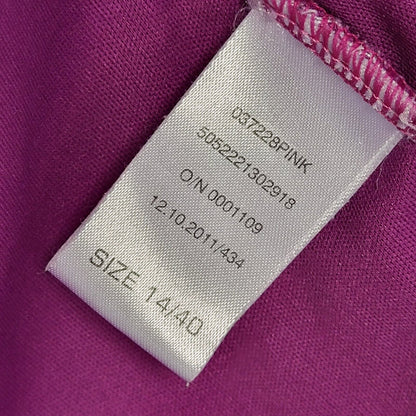 037228PINK
5052221302918
O/N 0001109
12.10.2011/434
SIZE 14/40